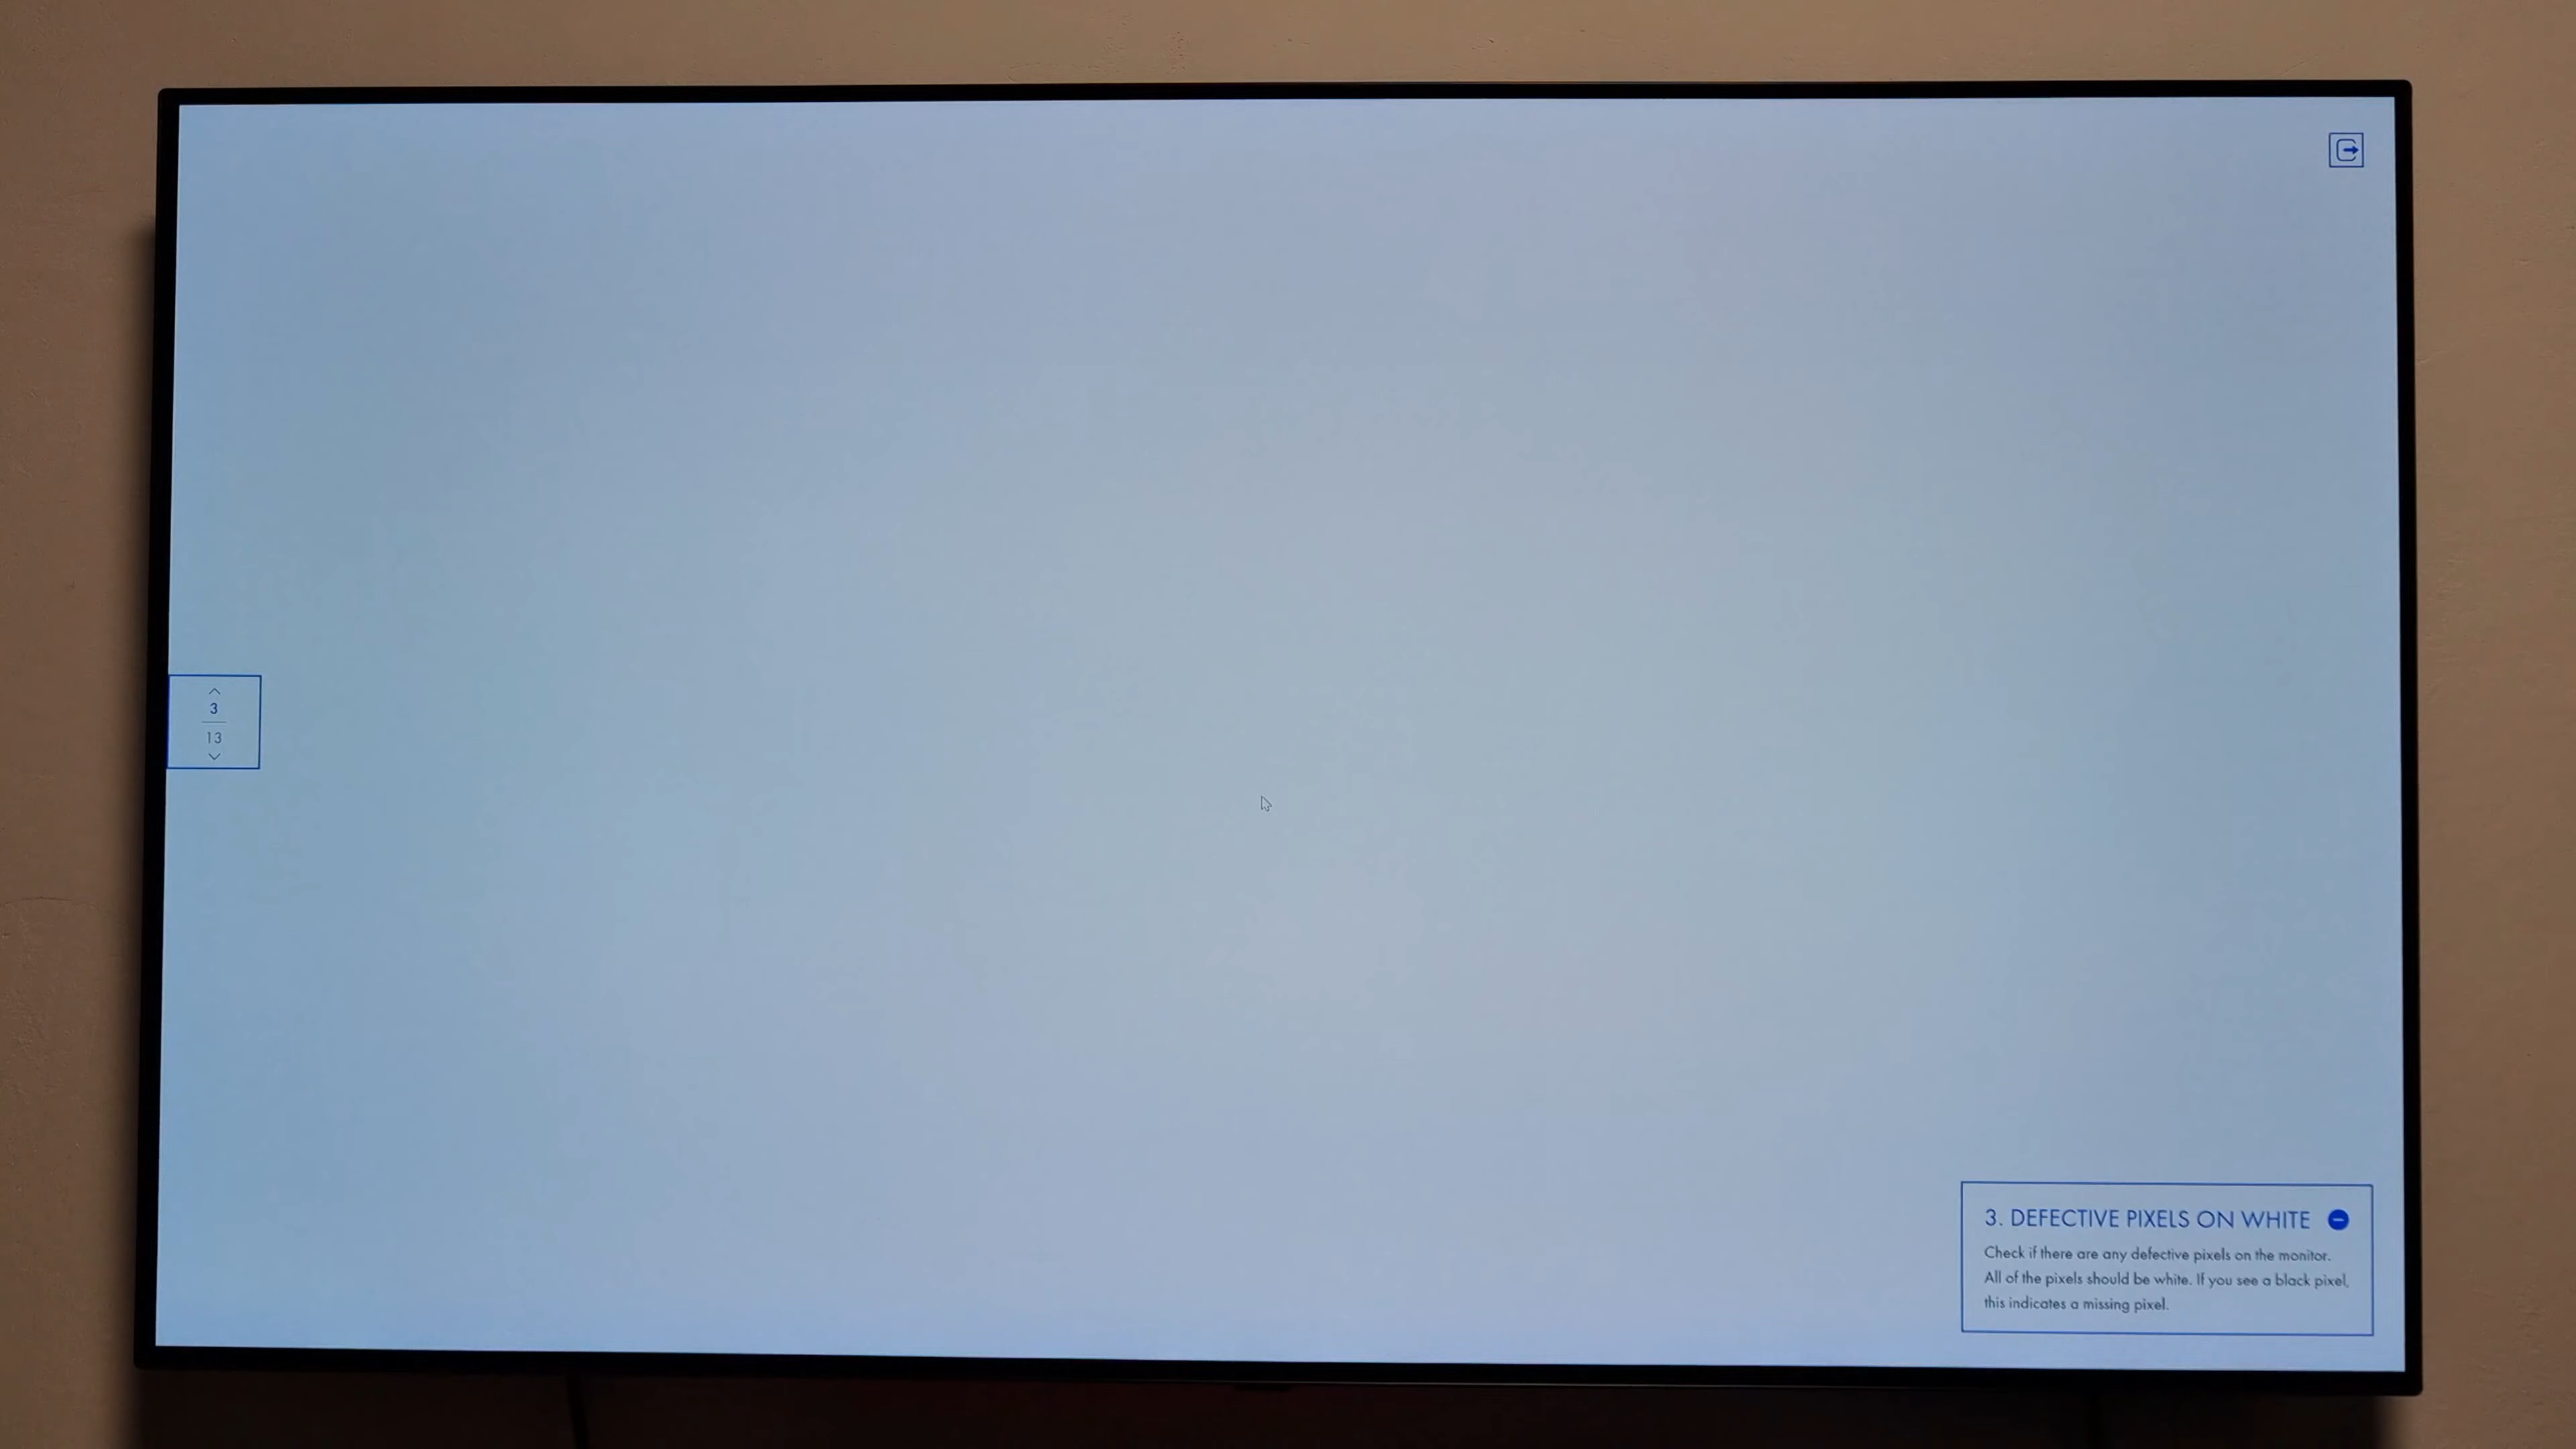 3
13
3. DEFECTIVE PIXELS ON WHITE
Check if there are any defective pixels on the monitor.
All of the pixels should be white. If you see a black pixel,
this indicates a missing pixel.